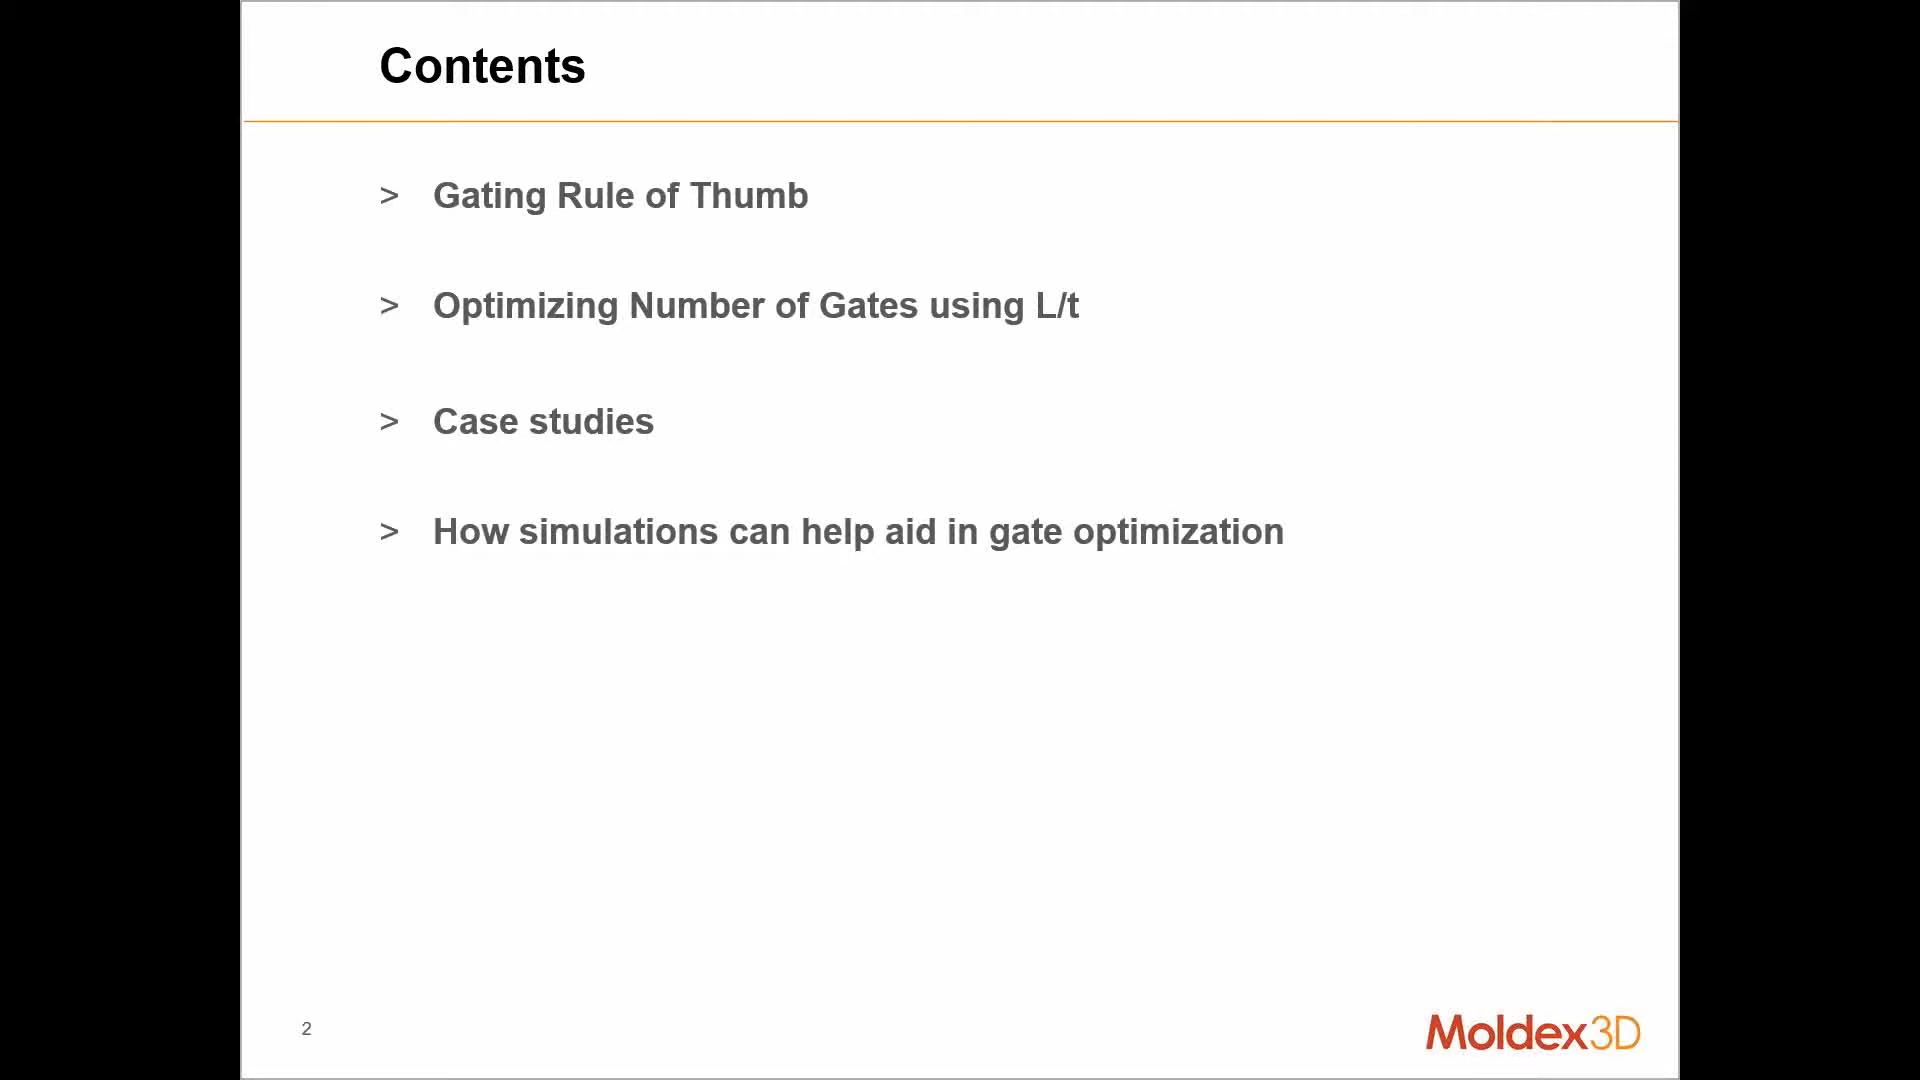 Contents
> Gating Rule of Thumb
> Optimizing Number of Gates using L/t
> Case studies
> How simulations can help aid in gate optimization
2
Moldex3D